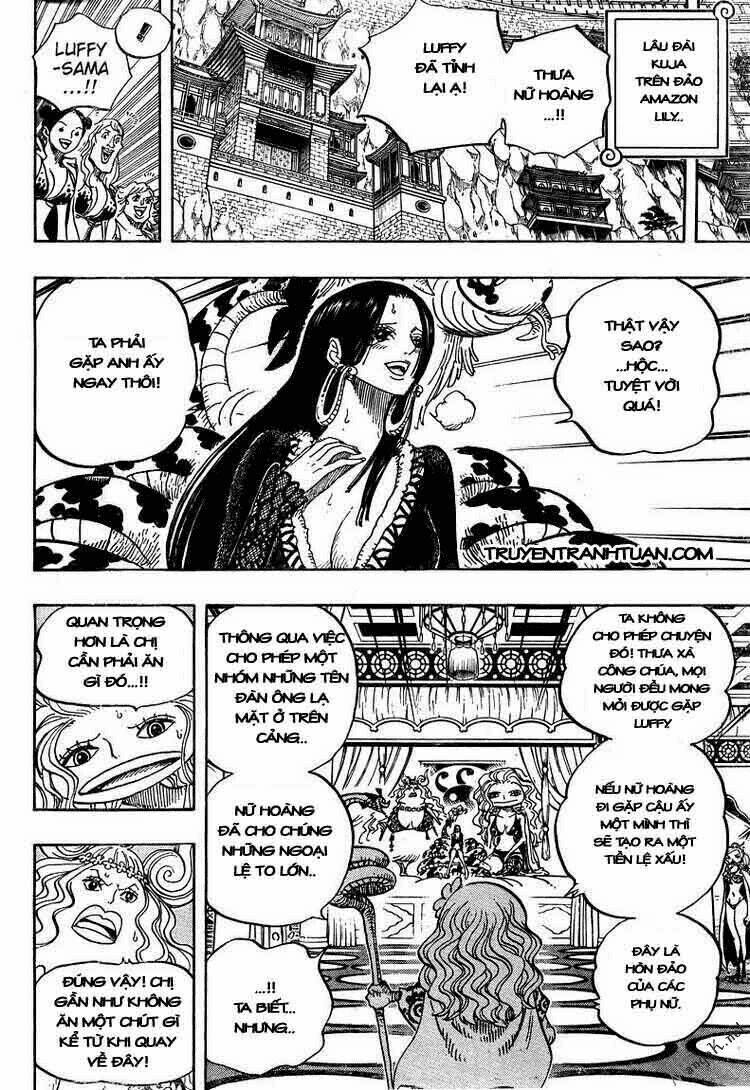 LÂU ĐÀI
KUJA
TRÊN ĐẢO
AMAZON
LILY..
THƯA
NỮ HOÀNG
...!!
LUFFY
ĐÃ TỈNH
LẠI Ạ!
!
LUFFY
-SAMA
...!!
THẬT VẬY
SAO?
...HỘC...
TUYỆT VỜI
QUÁ!
TA PHẢI
GẶP ANH ẤY
NGAY THÔI!
TRUYENTRANHTUAN.COM
TA KHÔNG
CHO PHÉP CHUYỆN
ĐÓ! THƯA XÀ
CÔNG CHÚA, MỌI
NGƯỜI ĐỀU MONG
MỎI ĐƯỢC GẶP
LUFFY.
NẾU NỮ HOÀNG
ĐI GẶP CẬU ẤY
MỘT MÌNH THÌ
SẼ TẠO RA MỘT
TIỀN LỆ XẤU!
ĐÂY LÀ
HÒN ĐẢO
CỦA CÁC
PHỤ NỮ.
THÔNG QUA VIỆC
CHO PHÉP MỘT
NHÓM NHỮNG TÊN
ĐÀN ÔNG LẠ
MẶT Ở TRÊN
CẢNG..
NỮ HOÀNG
ĐÃ CHO CHÚNG
NHỮNG NGOẠI
LỆ TO LỚN..
...!!
TA BIẾT...
NHƯNG...
QUAN TRỌNG
HƠN LÀ CHỊ
CẦN PHẢI ĂN
GÌ ĐÓ...!!
ĐÚNG VẬY! CHỊ
GẦN NHƯ KHÔNG
ĂN MỘT CHÚT GÌ
KỂ TỪ KHI QUAY
VỀ ĐÂY!